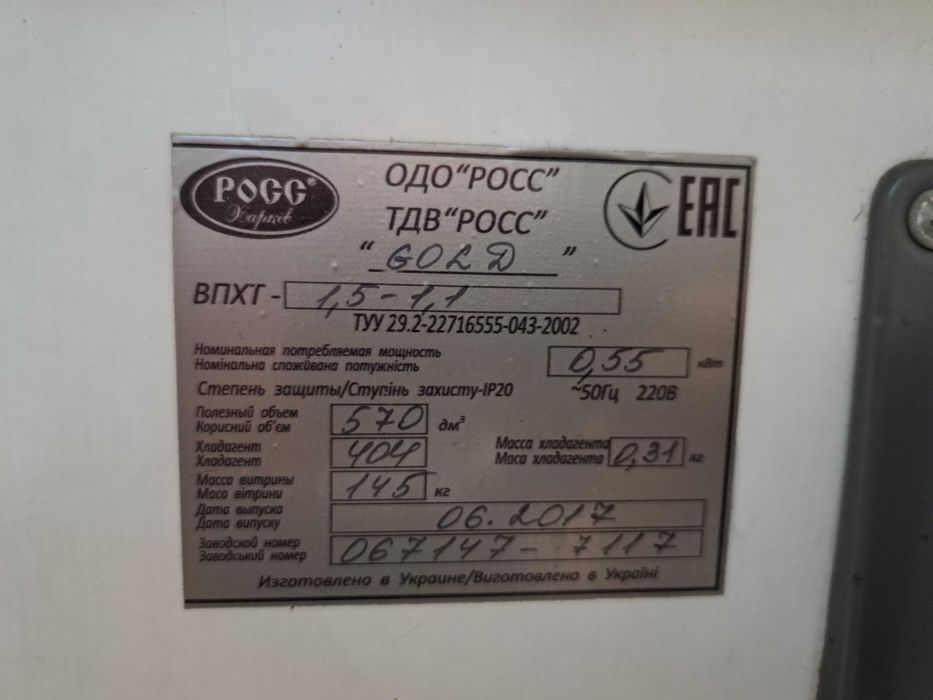 РОСС®
Харків
ОДО "РОСС"
ТДВ "РОСС"
EAC
" GOLD "
ВПХТ - 1,5-1,1
ТУУ 29.2-22716555-043-2002
Номинальная потребляемая мощность
Номінальна споживана потужність
0,55 кВт
Степень защиты/Ступінь захисту-IP20 ~50Гц 220В
Полезный объем
Корисний об'єм
570 дм³
Хладагент
Хладагент
404
Масса хладагента
Маса хладагента
0,31 кг
Масса витрины
Маса вітрини
145 кг
Дата выпуска
Дата випуску
06.2017
Заводской номер
Заводський номер
067147-7117
Изготовлено в Украине/Виготовлено в Україні